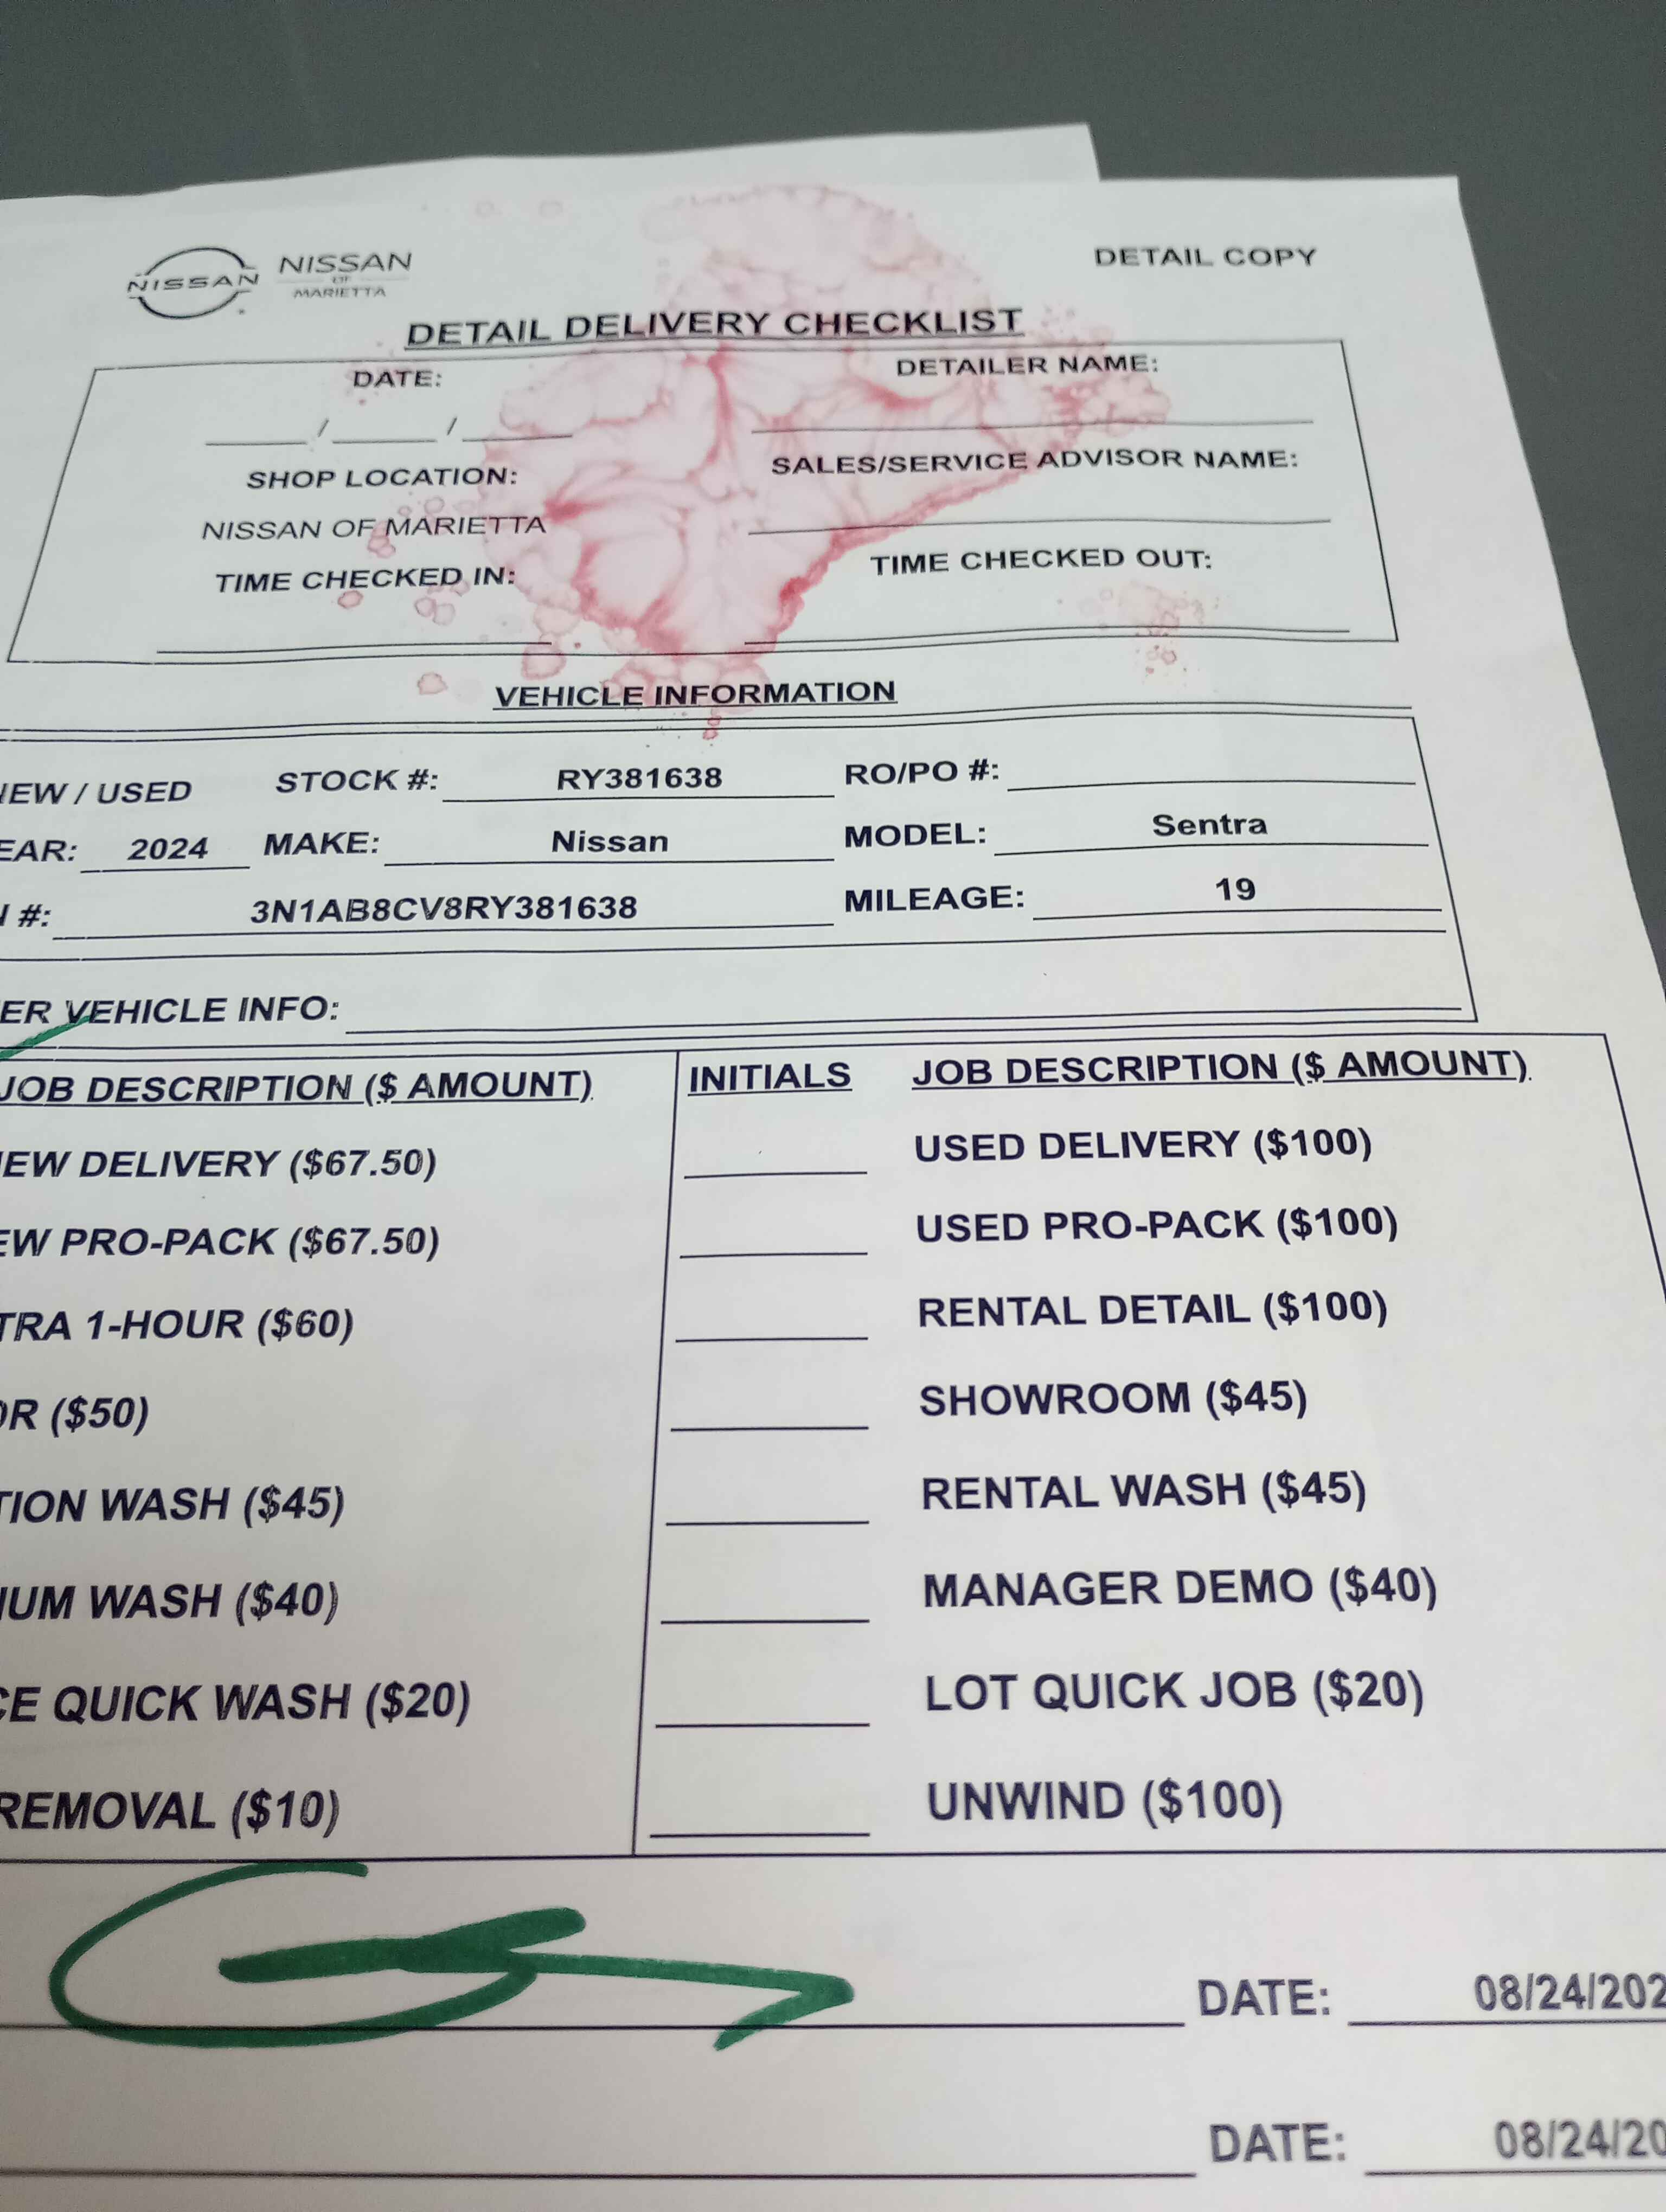 NISSAN
NISSAN
OF
MARIETTA
DETAIL COPY
DETAIL DELIVERY CHECKLIST
DATE: DETAILER NAME:
/ /
SHOP LOCATION: SALES/SERVICE ADVISOR NAME:
NISSAN OF MARIETTA
TIME CHECKED IN: TIME CHECKED OUT:
VEHICLE INFORMATION
EW / USED STOCK #: RY381638 RO/PO #:
EAR: 2024 MAKE: Nissan MODEL: Sentra
#: 3N1AB8CV8RY381638 MILEAGE: 19
ER VEHICLE INFO:
JOB DESCRIPTION ($ AMOUNT) INITIALS JOB DESCRIPTION ($ AMOUNT)
EW DELIVERY ($67.50) USED DELIVERY ($100)
EW PRO-PACK ($67.50) USED PRO-PACK ($100)
TRA 1-HOUR ($60) RENTAL DETAIL ($100)
OR ($50) SHOWROOM ($45)
TION WASH ($45) RENTAL WASH ($45)
IUM WASH ($40) MANAGER DEMO ($40)
CE QUICK WASH ($20) LOT QUICK JOB ($20)
REMOVAL ($10) UNWIND ($100)
DATE: 08/24/202
DATE: 08/24/20